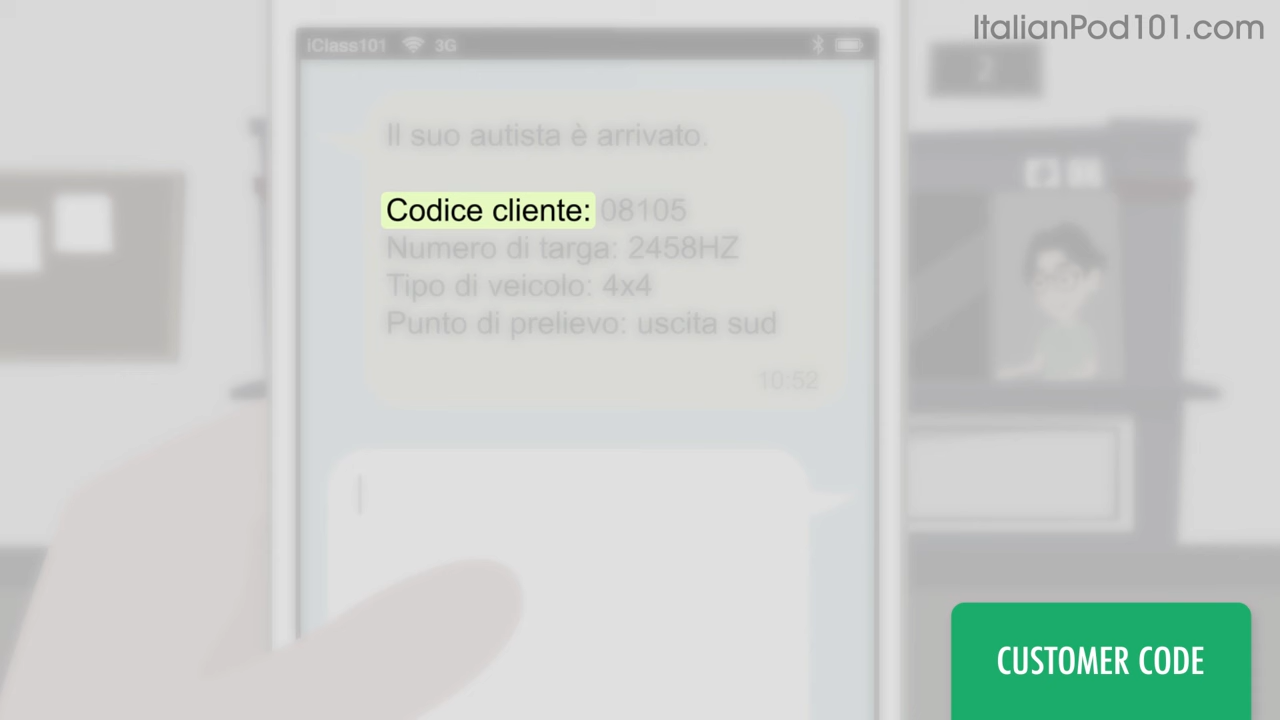 ItalianPod101.com
iClass101 3G
2
Il suo autista è arrivato.
Codice cliente: 08105
Numero di targa: 2458HZ
Tipo di veicolo: 4x4
Punto di prelievo: uscita sud
10:52
CUSTOMER CODE